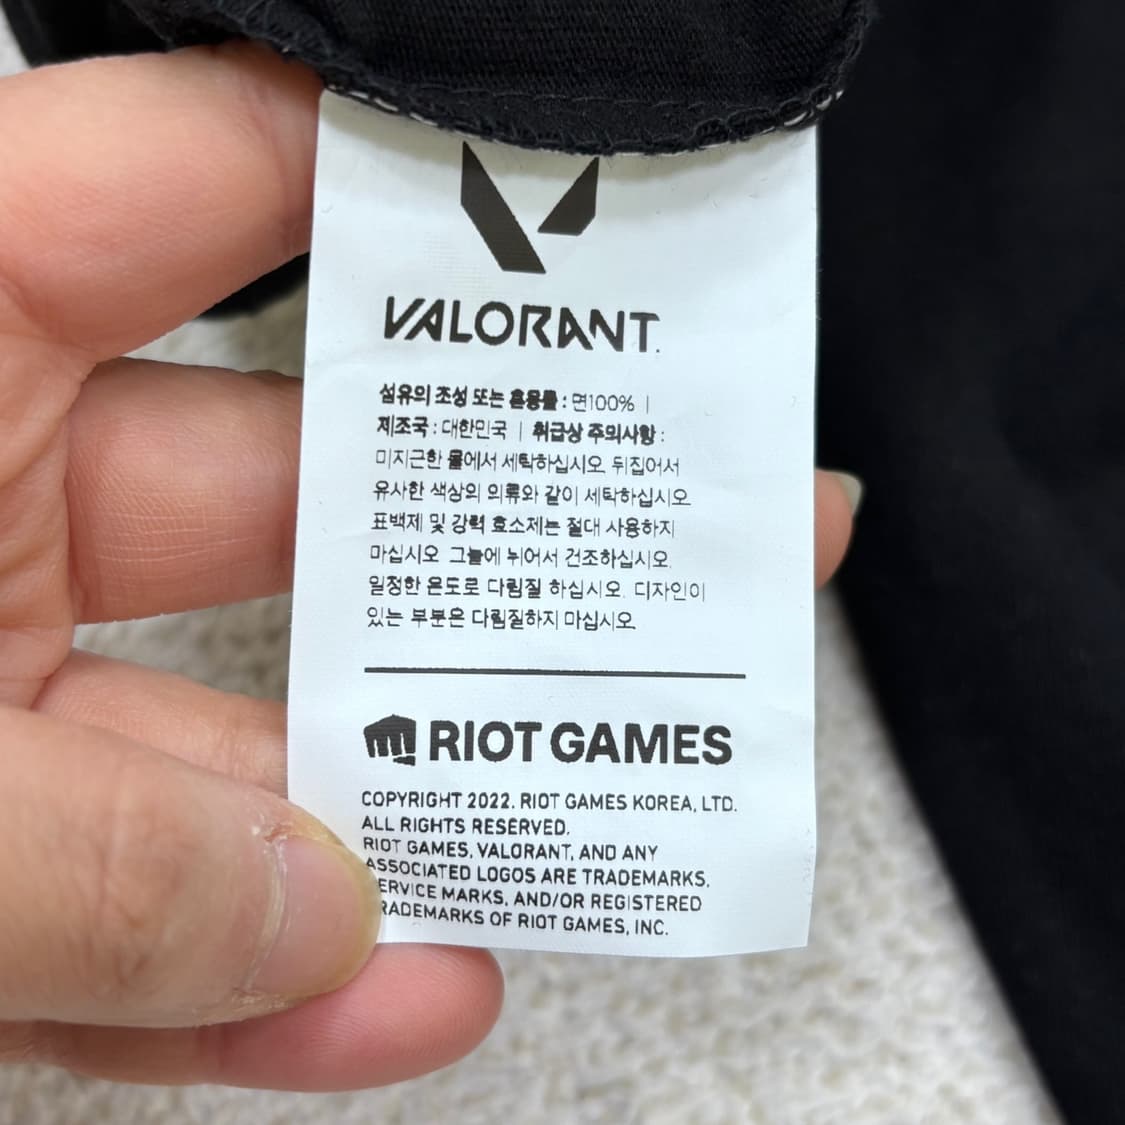 VALORANT.
섬유의 조성 또는 혼용률 : 면100% |
제조국 : 대한민국 | 취급상 주의사항 :
미지근한 물에서 세탁하십시오. 뒤집어서
유사한 색상의 의류와 같이 세탁하십시오.
표백제 및 강력 효소제는 절대 사용하지
마십시오. 그늘에 뉘어서 건조하십시오.
일정한 온도로 다림질 하십시오. 디자인이
있는 부분은 다림질하지 마십시오.
RIOT GAMES
COPYRIGHT 2022. RIOT GAMES KOREA, LTD.
ALL RIGHTS RESERVED.
RIOT GAMES, VALORANT, AND ANY
ASSOCIATED LOGOS ARE TRADEMARKS,
SERVICE MARKS, AND/OR REGISTERED
TRADEMARKS OF RIOT GAMES, INC.